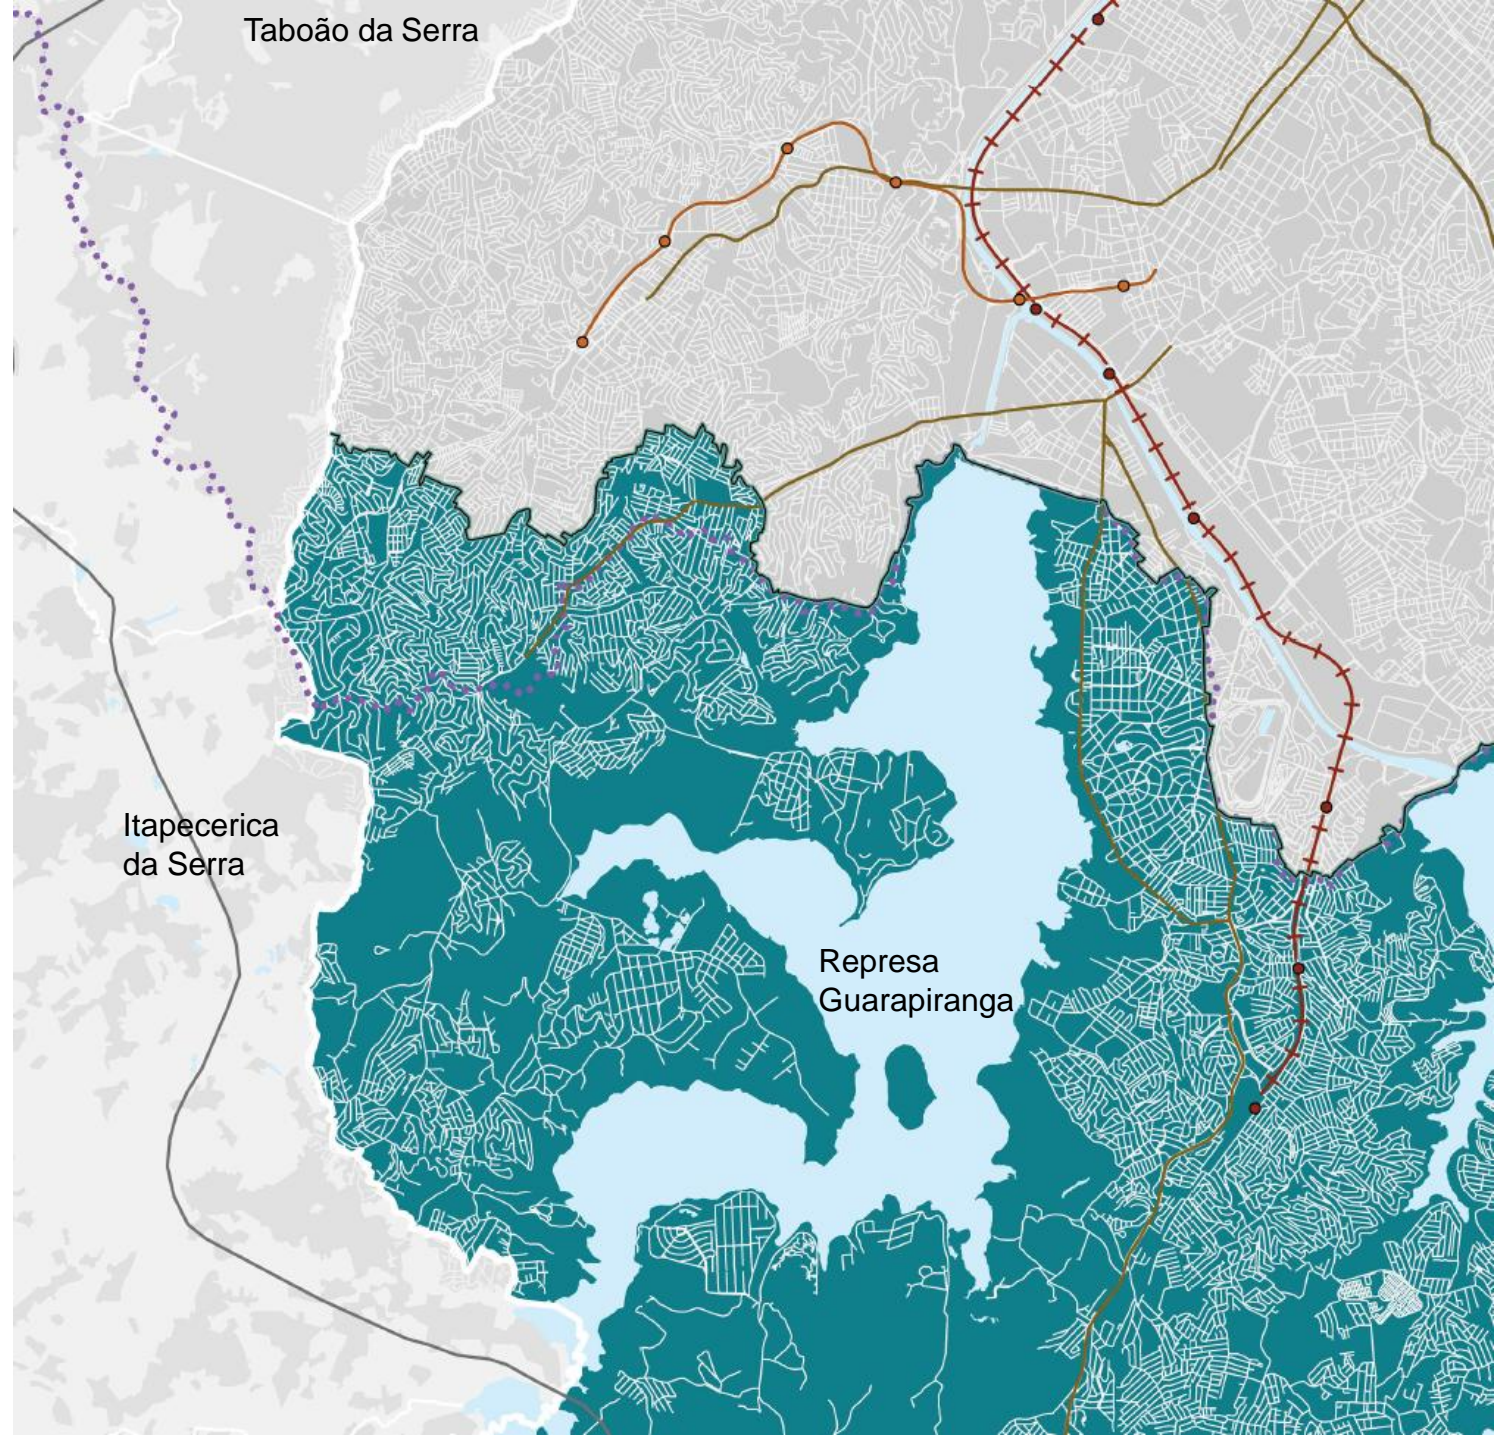 Taboão da Serra
Itapecerica
da Serra
Represa
Guarapiranga